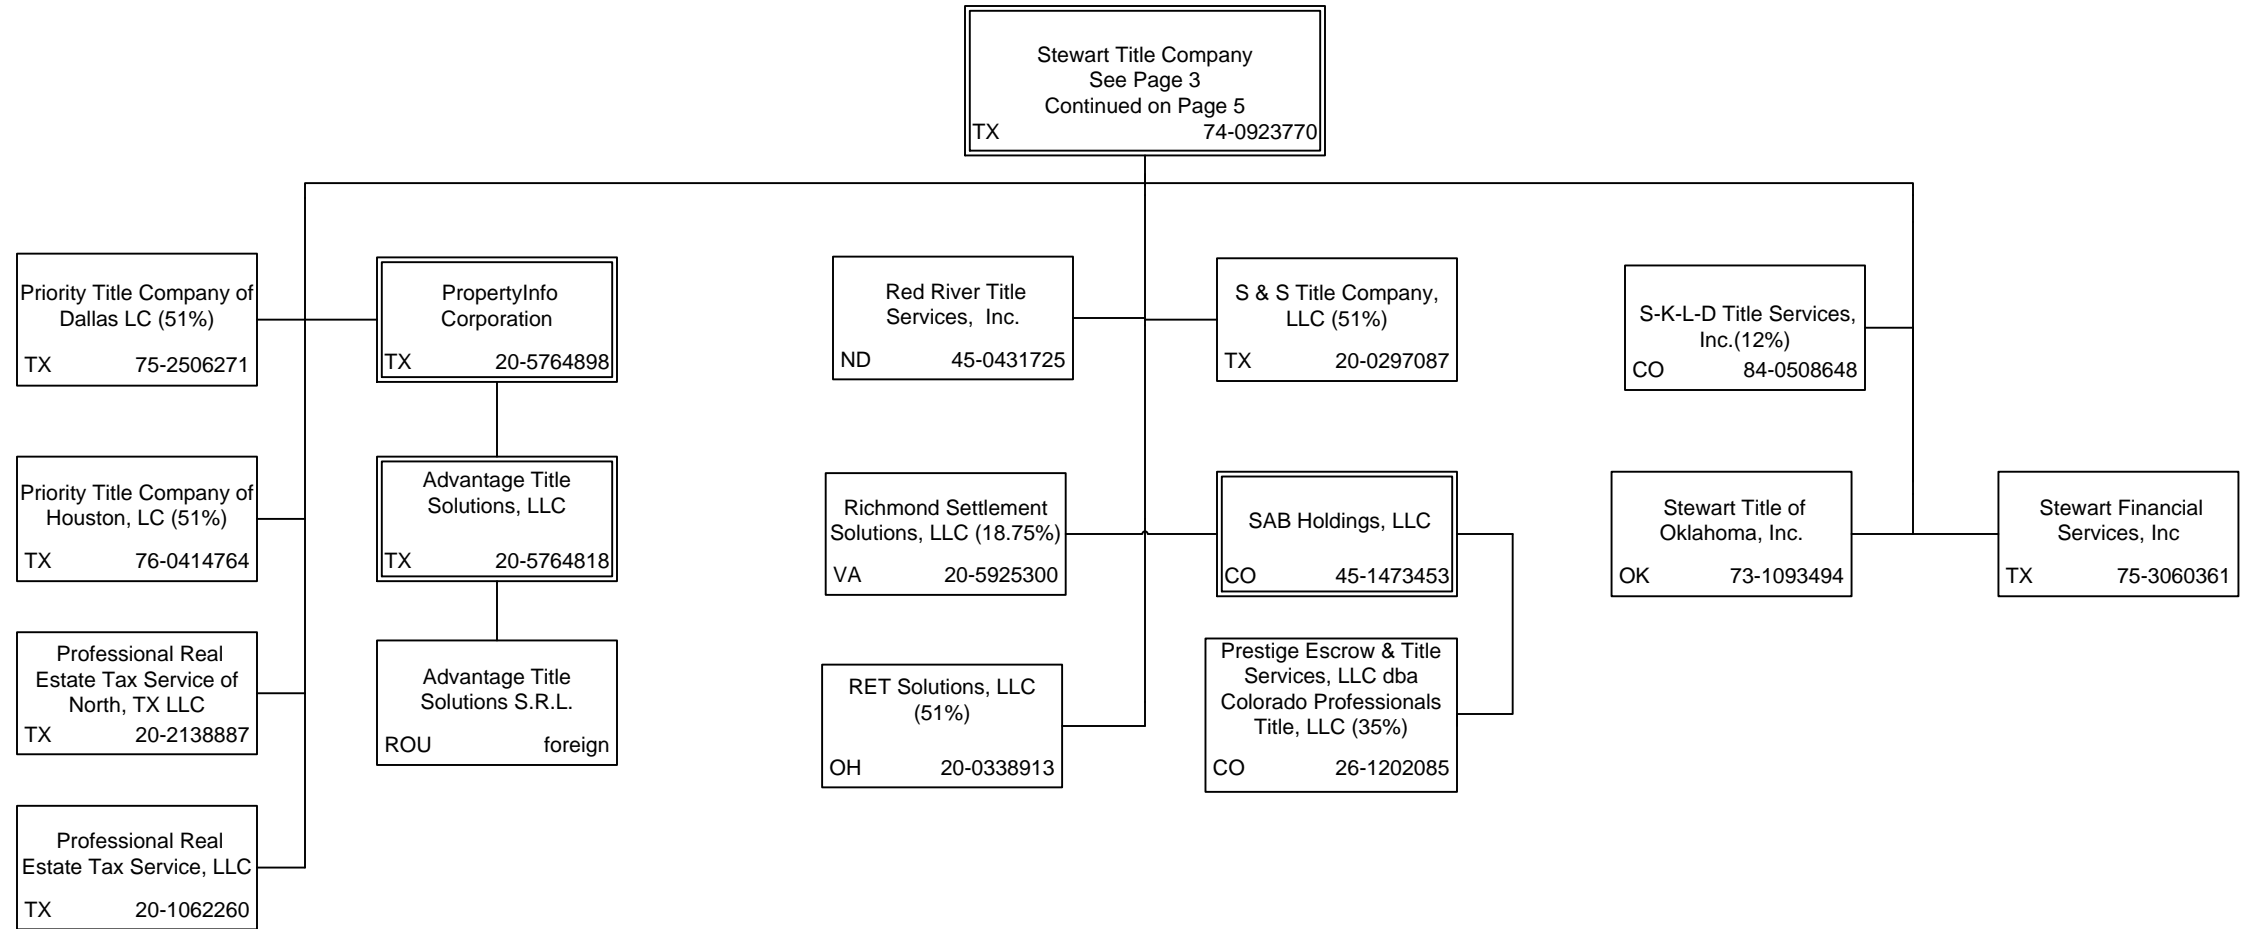 Stewart Title Company
See Page 3
Continued on Page 5
TX 74-0923770
Priority Title Company of
Dallas LC (51%)
TX 75-2506271
PropertyInfo
Corporation
TX 20-5764898
Red River Title
Services, Inc.
ND 45-0431725
S & S Title Company,
LLC (51%)
TX 20-0297087
S-K-L-D Title Services,
Inc.(12%)
CO 84-0508648
Priority Title Company of
Houston, LC (51%)
TX 76-0414764
Advantage Title
Solutions, LLC
TX 20-5764818
Richmond Settlement
Solutions, LLC (18.75%)
VA 20-5925300
SAB Holdings, LLC
CO 45-1473453
Stewart Title of
Oklahoma, Inc.
OK 73-1093494
Stewart Financial
Services, Inc
TX 75-3060361
Professional Real
Estate Tax Service of
North, TX LLC
TX 20-2138887
Advantage Title
Solutions S.R.L.
ROU foreign
RET Solutions, LLC
(51%)
OH 20-0338913
Prestige Escrow & Title
Services, LLC dba
Colorado Professionals
Title, LLC (35%)
CO 26-1202085
Professional Real
Estate Tax Service, LLC
TX 20-1062260